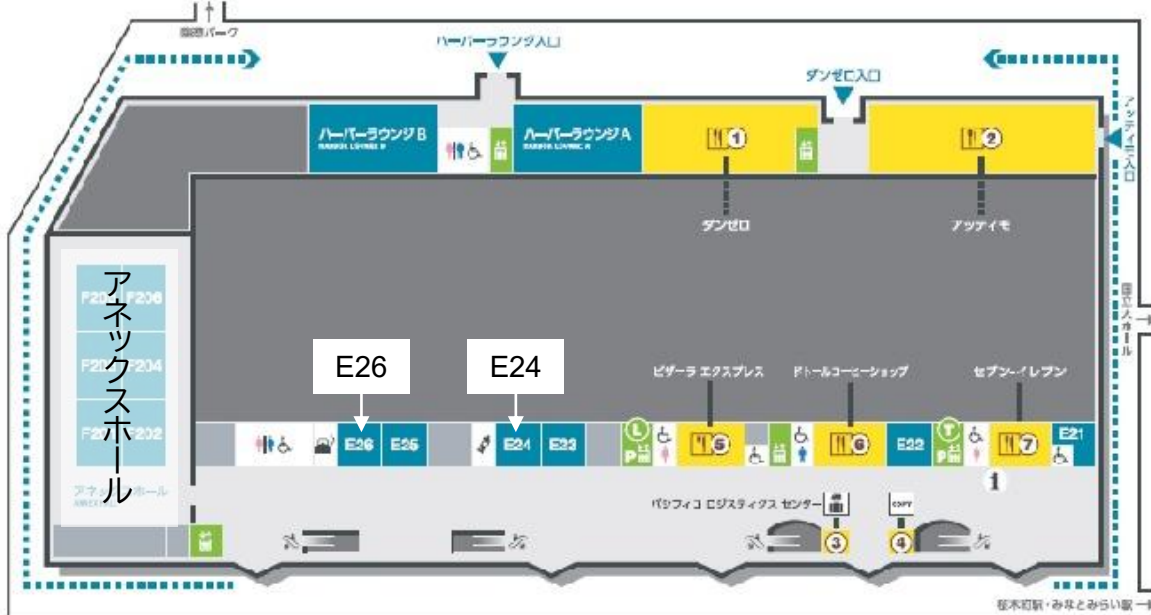 ハーバーラウンジ入口
ダンゼロ入口
アッティモ入口
ハーバーラウンジ B
ハーバーラウンジ A
1
2
ダンゼロ
アッティモ
アネックスホール
F206
F204
F202
国立大ホール
E26
E24
ピザーラ エクスプレス
ドトールコーヒーショップ
セブン-イレブン
E26
E25
E24
E23
L
P
5
6
E22
T
P
7
E21
i
パシフィコ ロジスティクス センター
COPY
3
4
桜木町駅・みなとみらい駅